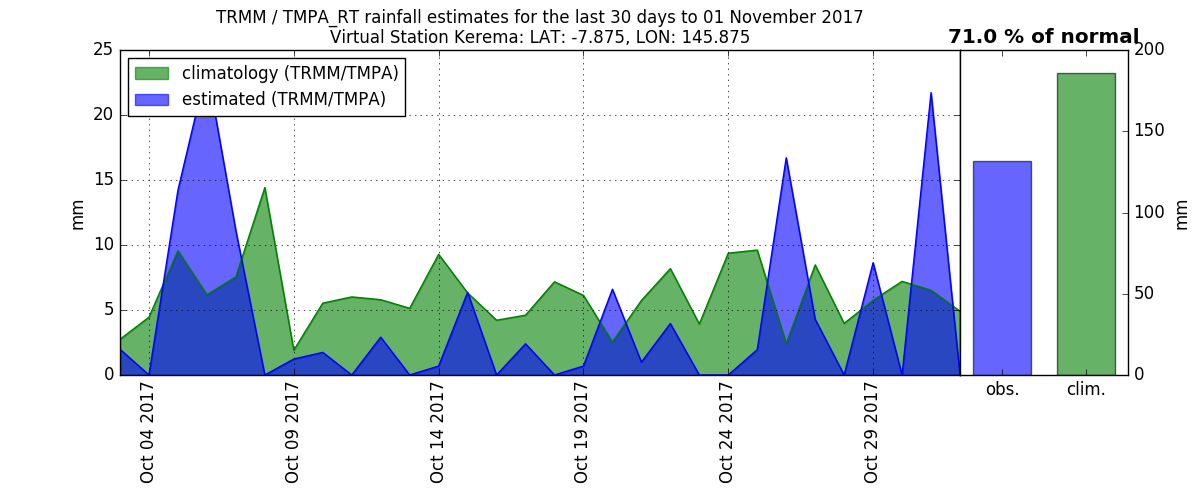 TRMM / TMPA_RT rainfall estimates for the last 30 days to 01 November 2017
Virtual Station Kerema: LAT: -7.875, LON: 145.875
71.0 % of normal
climatology (TRMM/TMPA)
estimated (TRMM/TMPA)
25
20
15
10
5
0
mm
200
150
100
50
0
mm
Oct 04 2017
Oct 09 2017
Oct 14 2017
Oct 19 2017
Oct 24 2017
Oct 29 2017
obs.
clim.